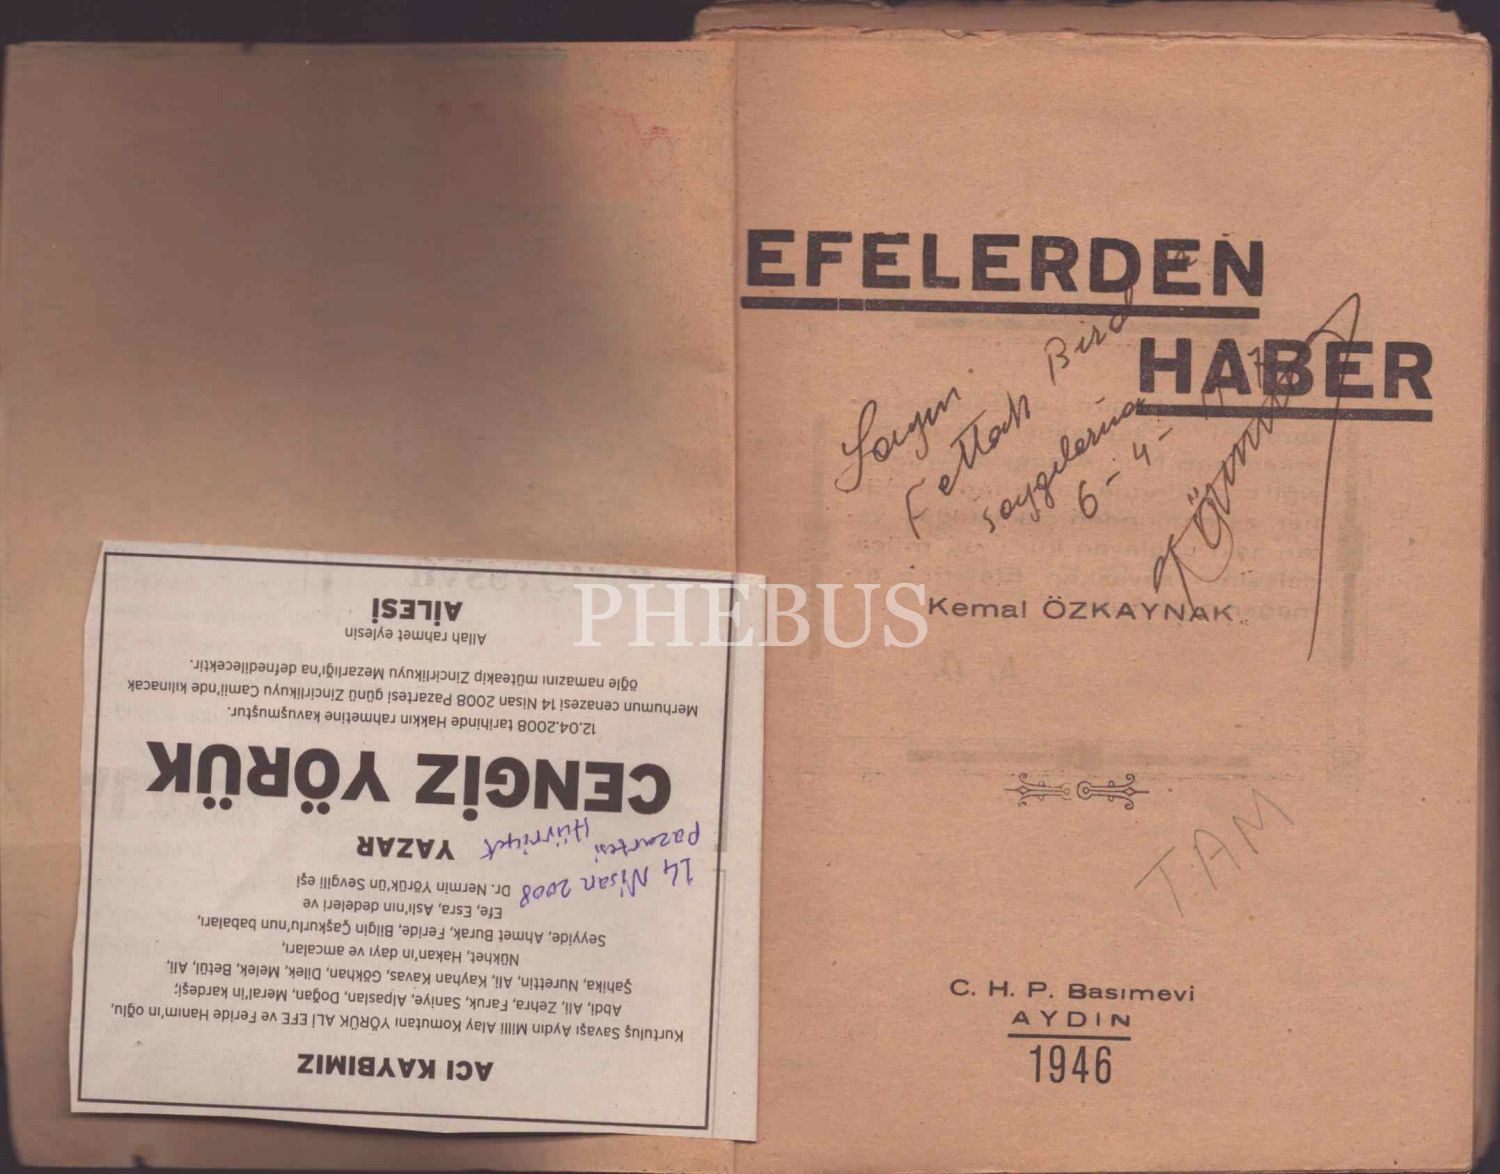 ACI KAYBIMIZ
Kurtuluş Savaşı Aydın Milli Alay Komutanı YÖRÜK ALİ EFE ve Feride Hanım'ın oğlu,
Abdi, Ali, Zehra, Faruk, Saniye, Alpaslan, Doğan, Meral'in kardeşi;
Şahika, Nurettin, Ali, Kayhan Kavas, Gökhan, Dilek, Melek, Betül, Ali,
Nükhet, Hakan'ın dayı ve amcaları,
Seyyide, Ahmet Burak, Feride, Bilgin Çaşkurlu'nun babaları,
Efe, Esra, Aslı'nın dedeleri ve
Dr. Nermin Yörük'ün Sevgili eşi
14 Nisan 2008
Pazartesi
Hürriyet
YAZAR
CENGİZ YÖRÜK
12.04.2008 tarihinde Hakkın rahmetine kavuşmuştur.
Merhumun cenazesi 14 Nisan 2008 Pazartesi günü Zincirlikuyu Camii'nde kılınacak
öğle namazını müteakip Zincirlikuyu Mezarlığı'na defnedilecektir.
Allah rahmet eylesin
AİLESİ
EFELERDEN
HABER
Sayın
Fettah
saygılarıma
6-4-
Kemal ÖZKAYNAK
TAM
C. H. P. Basımevi
AYDIN
1946
PHEBUS